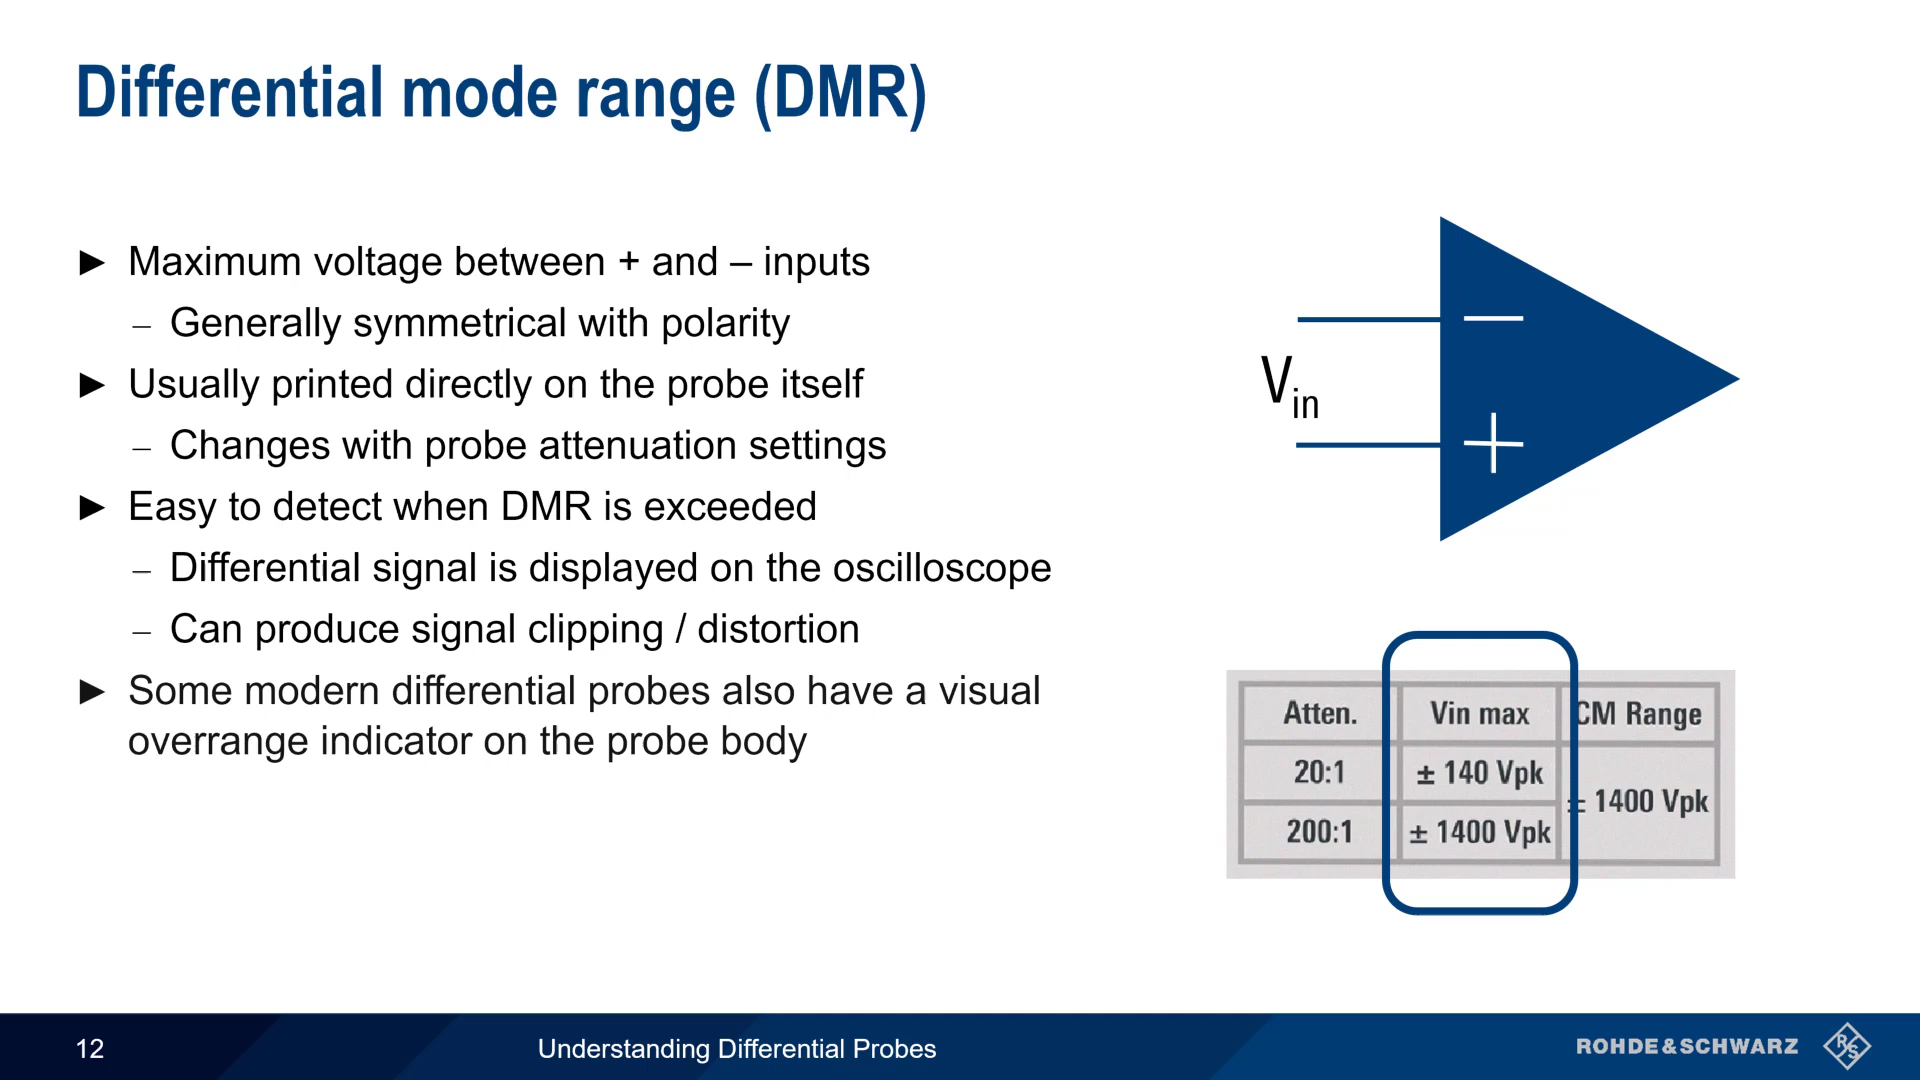 Differential mode range (DMR)
► Maximum voltage between + and – inputs
– Generally symmetrical with polarity
► Usually printed directly on the probe itself
– Changes with probe attenuation settings
► Easy to detect when DMR is exceeded
– Differential signal is displayed on the oscilloscope
– Can produce signal clipping / distortion
► Some modern differential probes also have a visual
overrange indicator on the probe body
Vin
Atten. Vin max CM Range
20:1 ± 140 Vpk
± 1400 Vpk
200:1 ± 1400 Vpk
12 Understanding Differential Probes ROHDE&SCHWARZ
RS